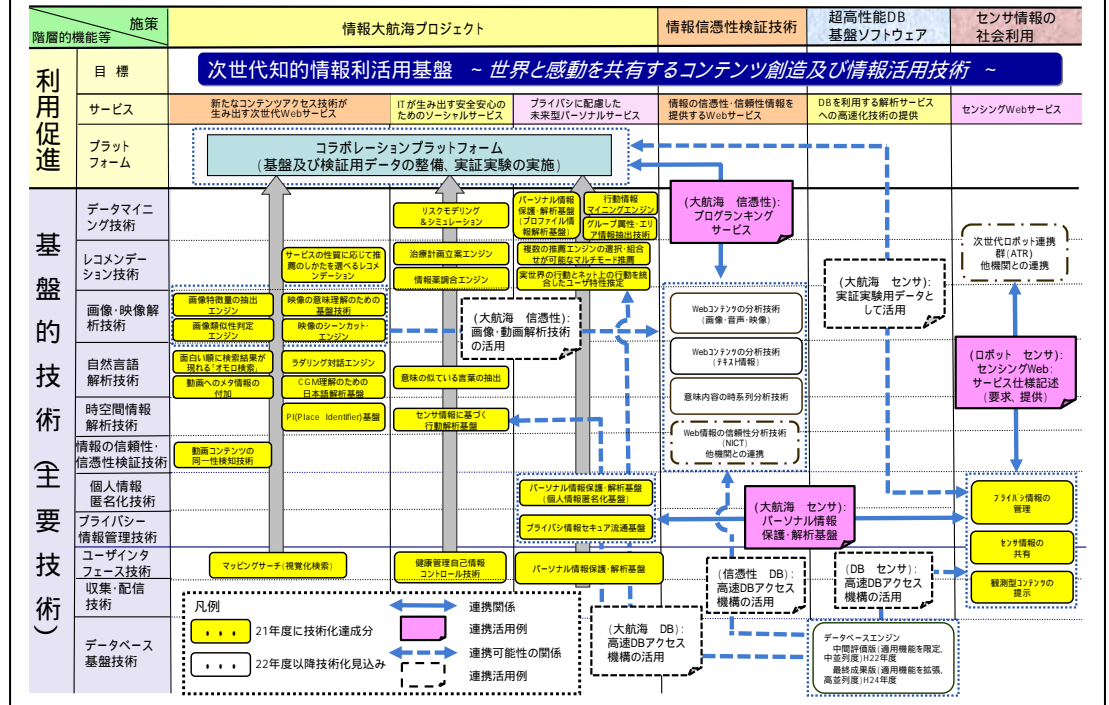 施策
階層的機能等
情報大航海プロジェクト
情報信憑性検証技術
超高性能DB
基盤ソフトウェア
センサ情報の
社会利用
利用促進
目 標
次世代知的情報利活用基盤 ~ 世界と感動を共有するコンテンツ創造及び情報活用技術 ~
サービス
新たなコンテンツアクセス技術が
生み出す次世代Webサービス
ITが生み出す安全安心の
ためのソーシャルサービス
プライバシに配慮した
未来型パーソナルサービス
情報の信憑性・信頼性情報を
提供するWebサービス
DBを利用する解析サービス
への高速化技術の提供
センシングWebサービス
プラット
フォーム
コラボレーションプラットフォーム
(基盤及び検証用データの整備、実証実験の実施)
基盤的技術(主要技術)
データマイニ
ング技術
リスクモデリング
&シミュレーション
パーソナル情報
保護・解析基盤
(プロファイル情
報解析基盤)
行動情報
マイニングエンジン
グループ属性・エリ
ア情報抽出技術
(大航海 信憑性):
ブログランキング
サービス
レコメンデー
ション技術
サービスの性質に応じて推
薦のしかたを選べるレコメ
ンデーション
治療計画立案エンジン
情報薬調合エンジン
複数の推薦エンジンの選択・組合
せが可能なマルチモード推薦
実世界の行動とネット上の行動を統
合したユーザ特性推定
次世代ロボット連携
群(ATR)
他機関との連携
(大航海 センサ):
実証実験用データと
して活用
画像・映像解
析技術
画像特徴量の抽出
エンジン
映像の意味理解のための
基盤技術
画像類似性判定
エンジン
映像のシーンカット・
エンジン
(大航海 信憑性):
画像・動画解析技術
の活用
Webコンテンツの分析技術
(画像・音声・映像)
Webコンテンツの分析技術
(テキスト情報)
意味内容の時系列分析技術
Web情報の信頼性分析技術
(NICT)
他機関との連携
(ロボット センサ):
センシングWeb:
サービス仕様記述
(要求、提供)
自然言語
解析技術
面白い順に検索結果が
現れる「オモロ検索」
ラダリング対話エンジン
動画へのメタ情報の
付加
CGM理解のための
日本語解析基盤
意味の似ている言葉の抽出
時空間情報
解析技術
PI(Place Identifier)基盤
センサ情報に基づく
行動解析基盤
情報の信頼性・
信憑性検証技術
動画コンテンツの
同一性検知技術
個人情報
匿名化技術
パーソナル情報保護・解析基盤
(個人情報匿名化基盤)
プライバシー
情報管理技術
プライバシ情報セキュア流通基盤
(大航海 センサ):
パーソナル情報
保護・解析基盤
プライバシ情報の
管理
センサ情報の
共有
観測型コンテンツの
提示
ユーザインタ
フェース技術
マッピングサーチ(視覚化検索)
健康管理自己情報
コントロール技術
パーソナル情報保護・解析基盤
(信憑性 DB):
高速DBアクセス
機構の活用
(DB センサ):
高速DBアクセス
機構の活用
収集・配信
技術
データベース
基盤技術
凡例
・・・
21年度に技術化達成分
・・・
22年度以降技術化見込み
連携関係
連携活用例
連携可能性の関係
連携活用例
(大航海 DB):
高速DBアクセス
機構の活用
データベースエンジン
中間評価版(適用機能を限定、
中並列度)H22年度
最終成果版(適用機能を拡張、
高並列度)H24年度